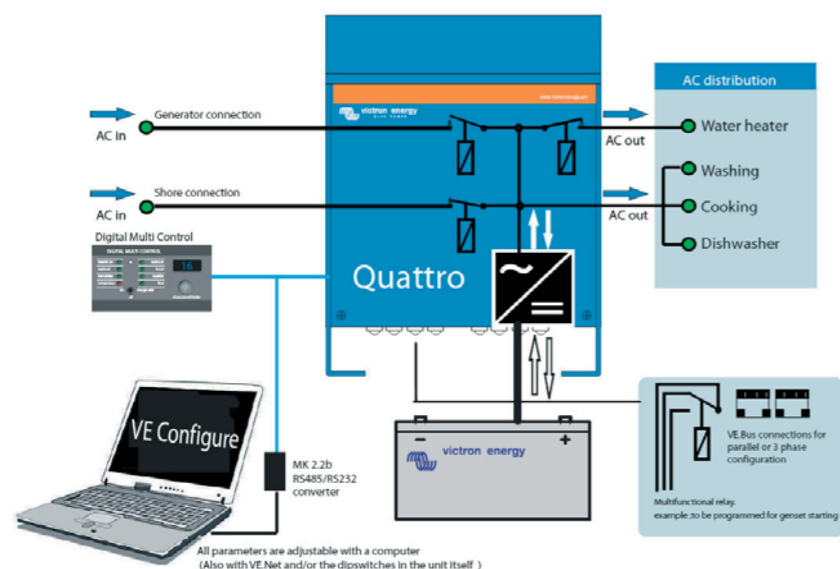 www.victronenergy.com
victron energy
BLUE POWER
AC distribution
Generator connection
AC in
AC out
Water heater
Washing
Shore connection
AC in
AC out
Cooking
Dishwasher
Digital Multi Control
DIGITAL MULTI CONTROL
16
Quattro
VE Configure
MK 2.2b
RS485/RS232
converter
victron energy
VE.Bus connections for
parallel or 3 phase
configuration
Multifunctional relay.
example ;to be programmed for genset starting
All parameters are adjustable with a computer
(Also with VE.Net and/or the dipswitches in the unit itself )